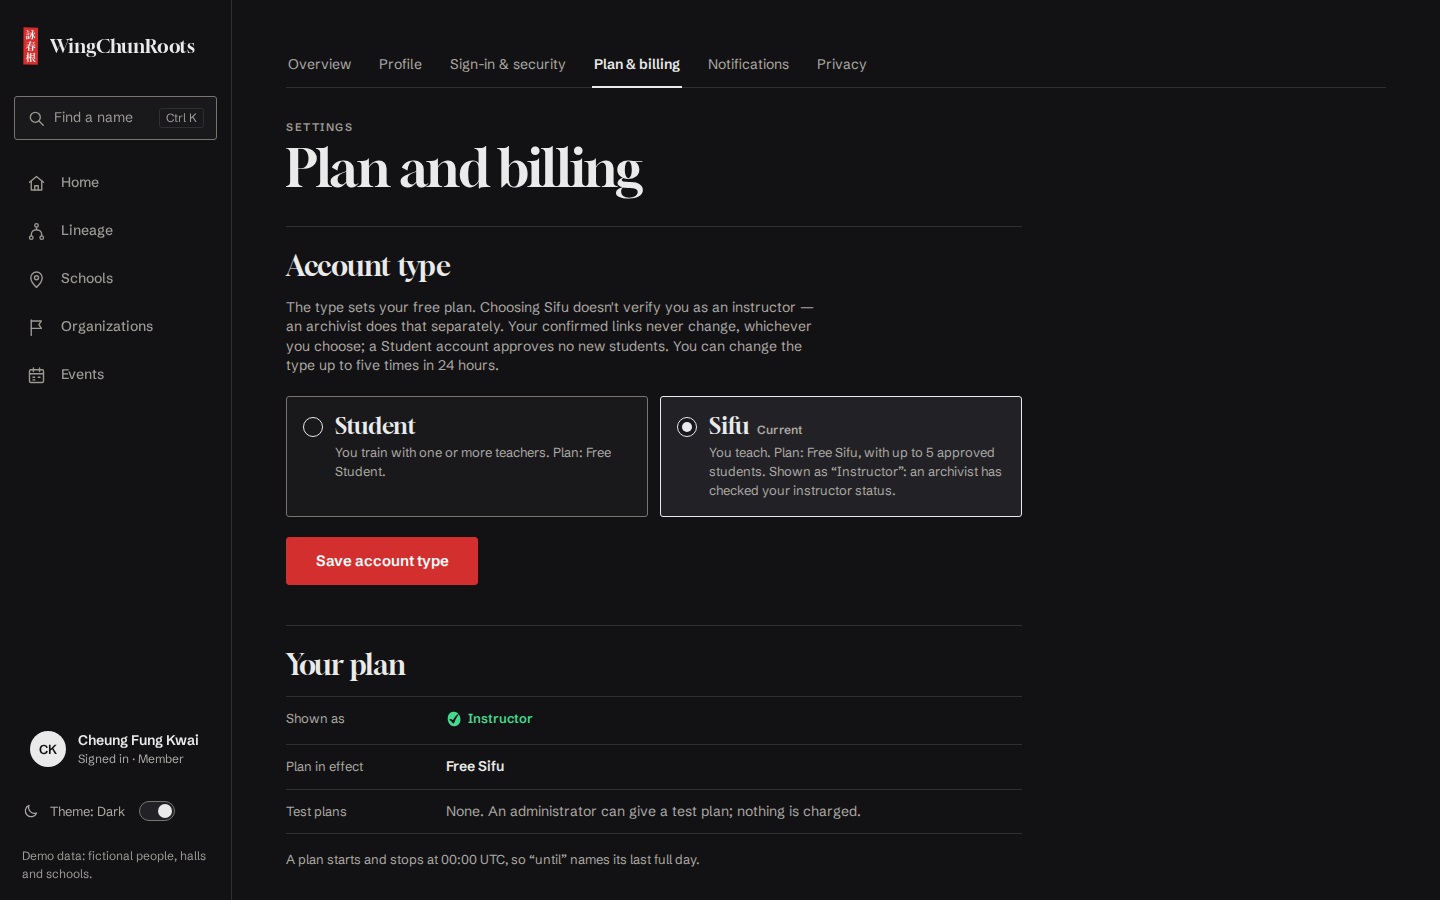 詠春根
WingChunRoots
Find a name
Ctrl K
Home
Lineage
Schools
Organizations
Events
CK
Cheung Fung Kwai
Signed in · Member
Theme: Dark
Demo data: fictional people, halls
and schools.
Overview
Profile
Sign-in & security
Plan & billing
Notifications
Privacy
SETTINGS
Plan and billing
Account type
The type sets your free plan. Choosing Sifu doesn't verify you as an instructor —
an archivist does that separately. Your confirmed links never change, whichever
you choose; a Student account approves no new students. You can change the
type up to five times in 24 hours.
Student
You train with one or more teachers. Plan: Free
Student.
Sifu Current
You teach. Plan: Free Sifu, with up to 5 approved
students. Shown as “Instructor”: an archivist has
checked your instructor status.
Save account type
Your plan
Shown as
Instructor
Plan in effect
Free Sifu
Test plans
None. An administrator can give a test plan; nothing is charged.
A plan starts and stops at 00:00 UTC, so “until” names its last full day.